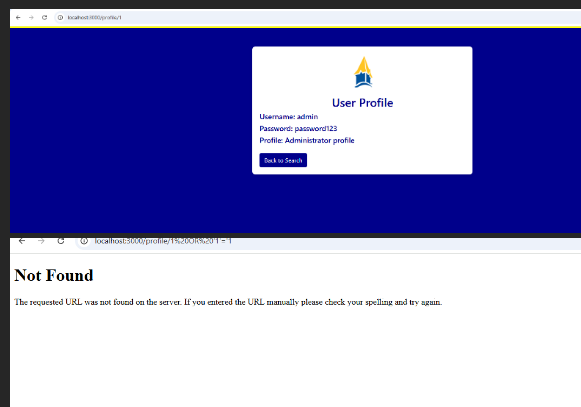 localhost:3000/profile/1
User Profile
Username: admin
Password: password123
Profile: Administrator profile
Back to Search
localhost:3000/profile/1%20OR%20'1'='1
Not Found
The requested URL was not found on the server. If you entered the URL manually please check your spelling and try again.